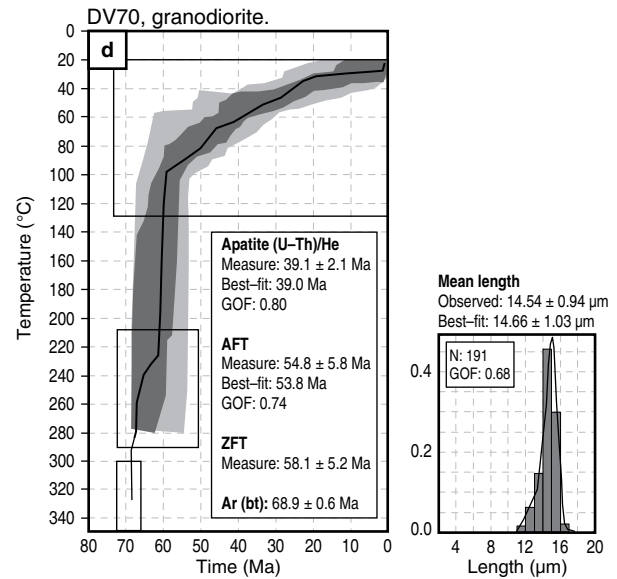 DV70, granodiorite.
d
0
20
40
60
80
100
120
140
160
180
200
220
240
260
280
300
320
340
Temperature (°C)
80 70 60 50 40 30 20 10 0
Time (Ma)
Apatite (U–Th)/He
Measure: 39.1 ± 2.1 Ma
Best–fit: 39.0 Ma
GOF: 0.80
AFT
Measure: 54.8 ± 5.8 Ma
Best–fit: 53.8 Ma
GOF: 0.74
ZFT
Measure: 58.1 ± 5.2 Ma
Ar (bt): 68.9 ± 0.6 Ma
Mean length
Observed: 14.54 ± 0.94 µm
Best–fit: 14.66 ± 1.03 µm
N: 191
GOF: 0.68
0.4
0.2
0.0
4 8 12 16 20
Length (µm)